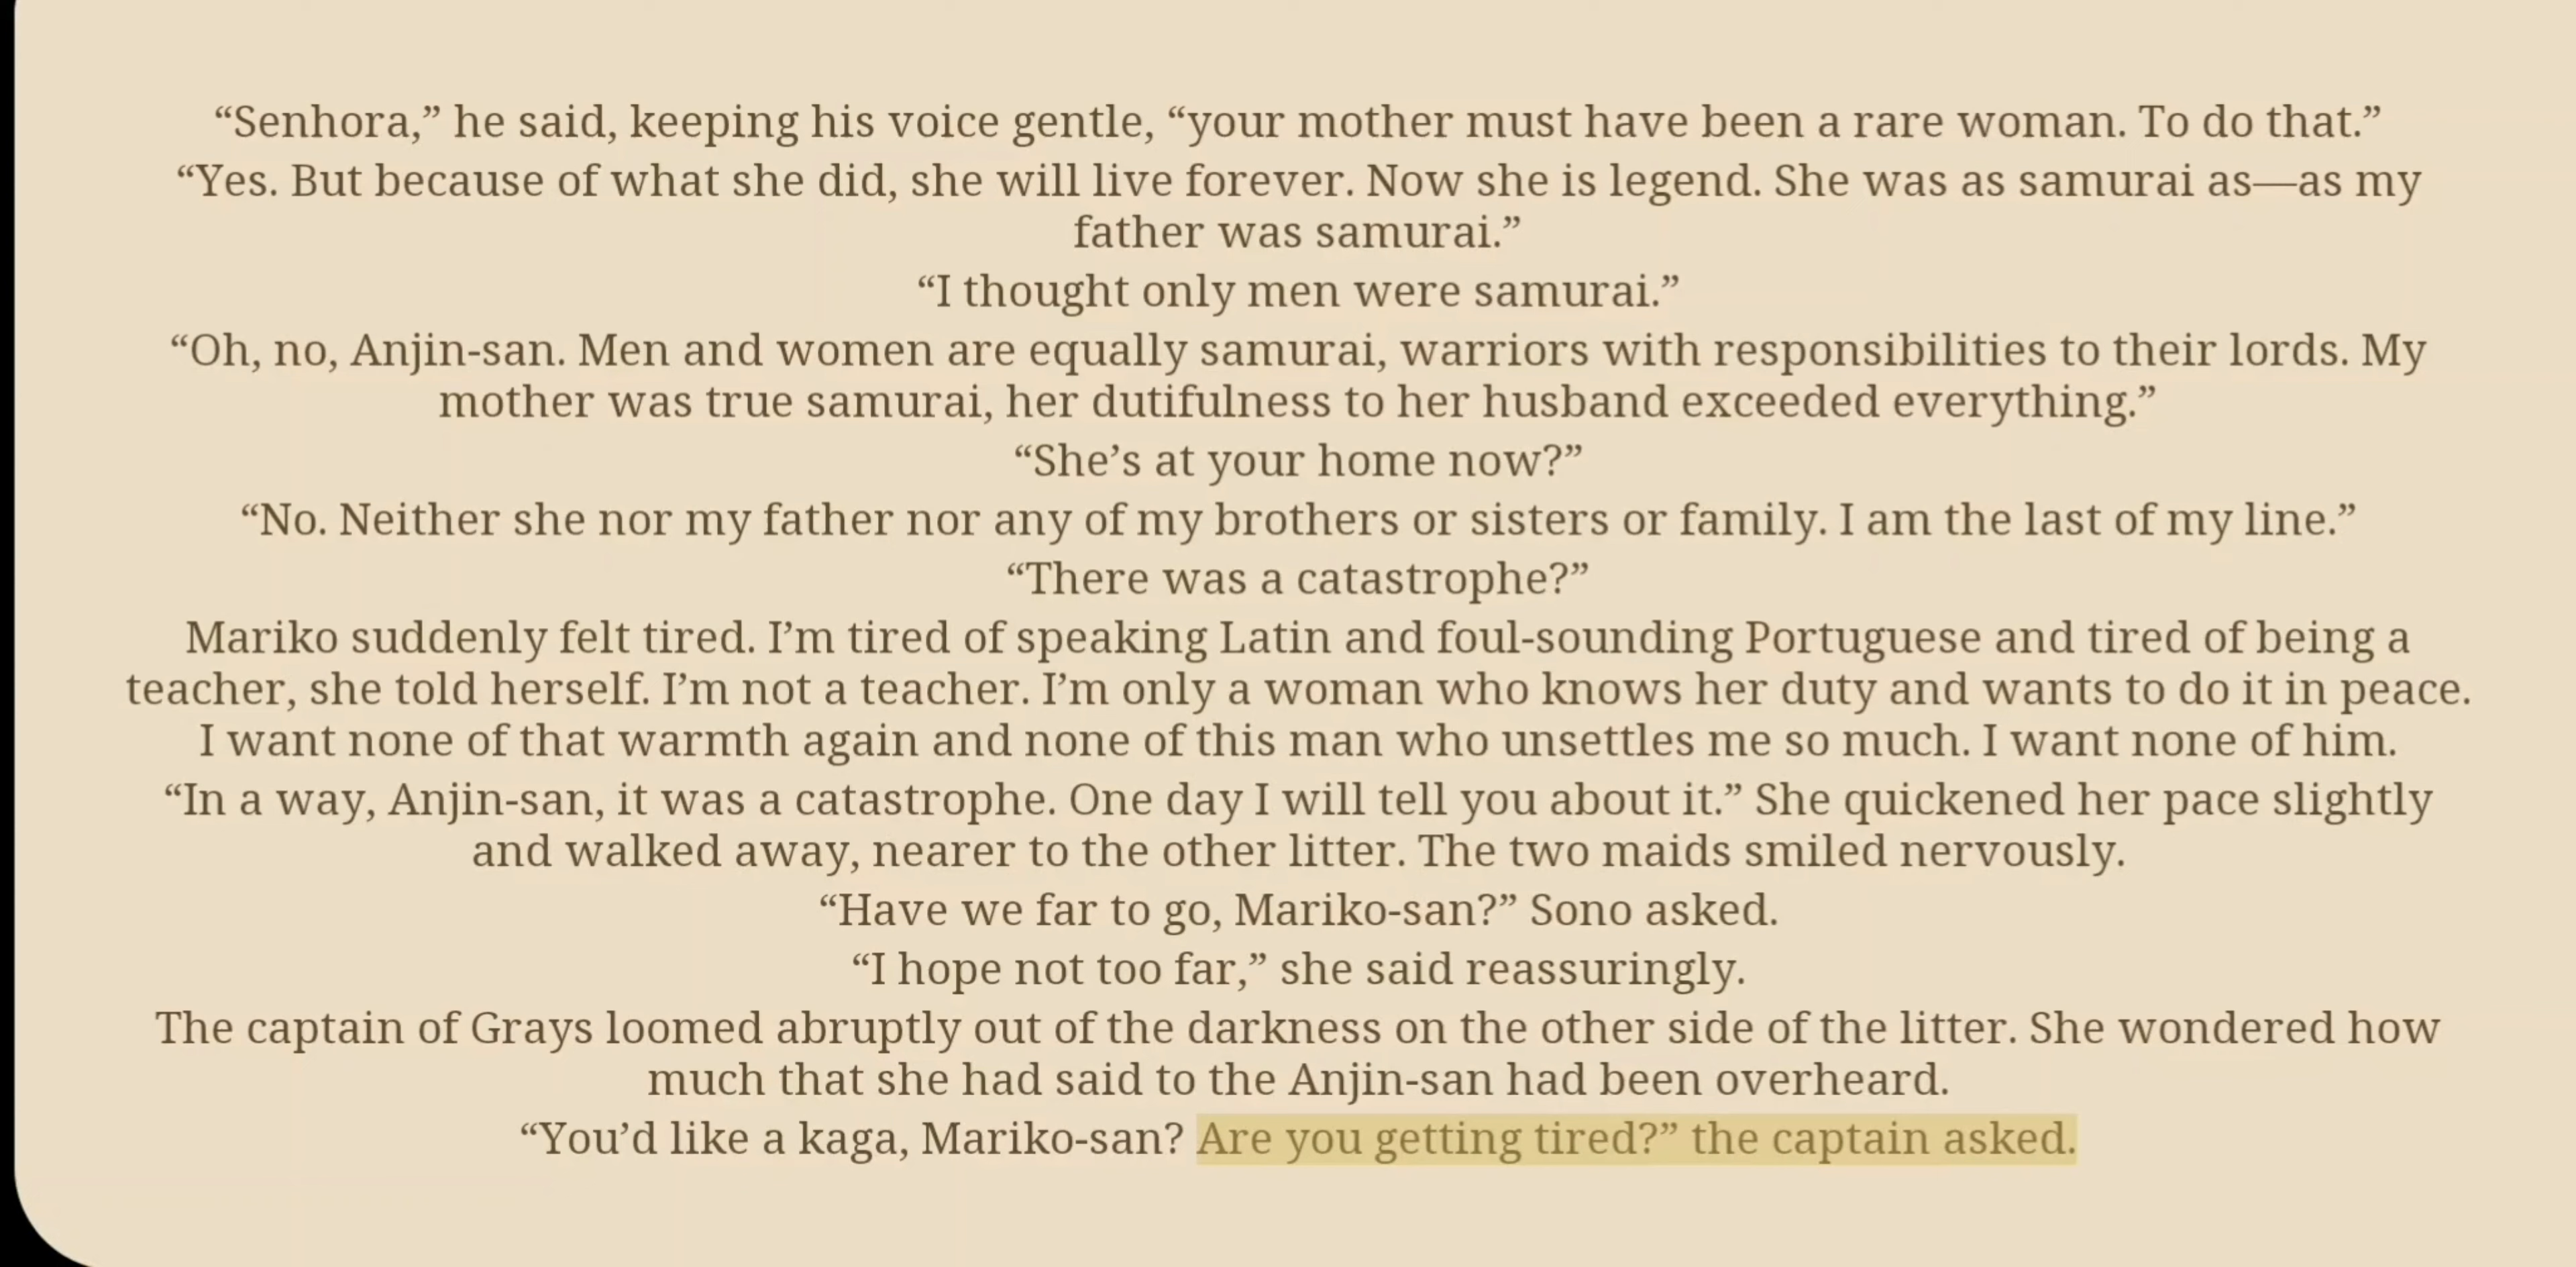 “Senhora,” he said, keeping his voice gentle, “your mother must have been a rare woman. To do that.”
“Yes. But because of what she did, she will live forever. Now she is legend. She was as samurai as—as my
father was samurai.”
“I thought only men were samurai.”
“Oh, no, Anjin-san. Men and women are equally samurai, warriors with responsibilities to their lords. My
mother was true samurai, her dutifulness to her husband exceeded everything.”
“She’s at your home now?”
“No. Neither she nor my father nor any of my brothers or sisters or family. I am the last of my line.”
“There was a catastrophe?”
Mariko suddenly felt tired. I’m tired of speaking Latin and foul-sounding Portuguese and tired of being a
teacher, she told herself. I’m not a teacher. I’m only a woman who knows her duty and wants to do it in peace.
I want none of that warmth again and none of this man who unsettles me so much. I want none of him.
“In a way, Anjin-san, it was a catastrophe. One day I will tell you about it.” She quickened her pace slightly
and walked away, nearer to the other litter. The two maids smiled nervously.
“Have we far to go, Mariko-san?” Sono asked.
“I hope not too far,” she said reassuringly.
The captain of Grays loomed abruptly out of the darkness on the other side of the litter. She wondered how
much that she had said to the Anjin-san had been overheard.
“You’d like a kaga, Mariko-san? Are you getting tired?” the captain asked.